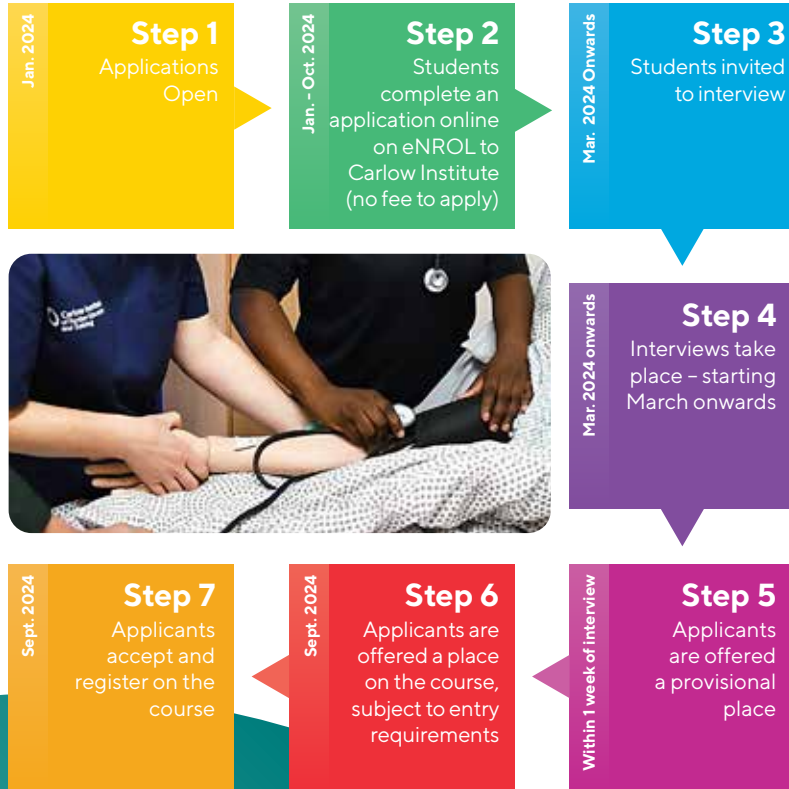 Jan. 2024
Step 1
Applications
Open
Jan. - Oct. 2024
Step 2
Students
complete an
application online
on eNROL to
Carlow Institute
(no fee to apply)
Mar. 2024 Onwards
Step 3
Students invited
to interview
Mar. 2024 onwards
Step 4
Interviews take
place – starting
March onwards
Within 1 week of interview
Step 5
Applicants
are offered
a provisional
place
Sept. 2024
Step 6
Applicants are
offered a place
on the course,
subject to entry
requirements
Sept. 2024
Step 7
Applicants
accept and
register on the
course